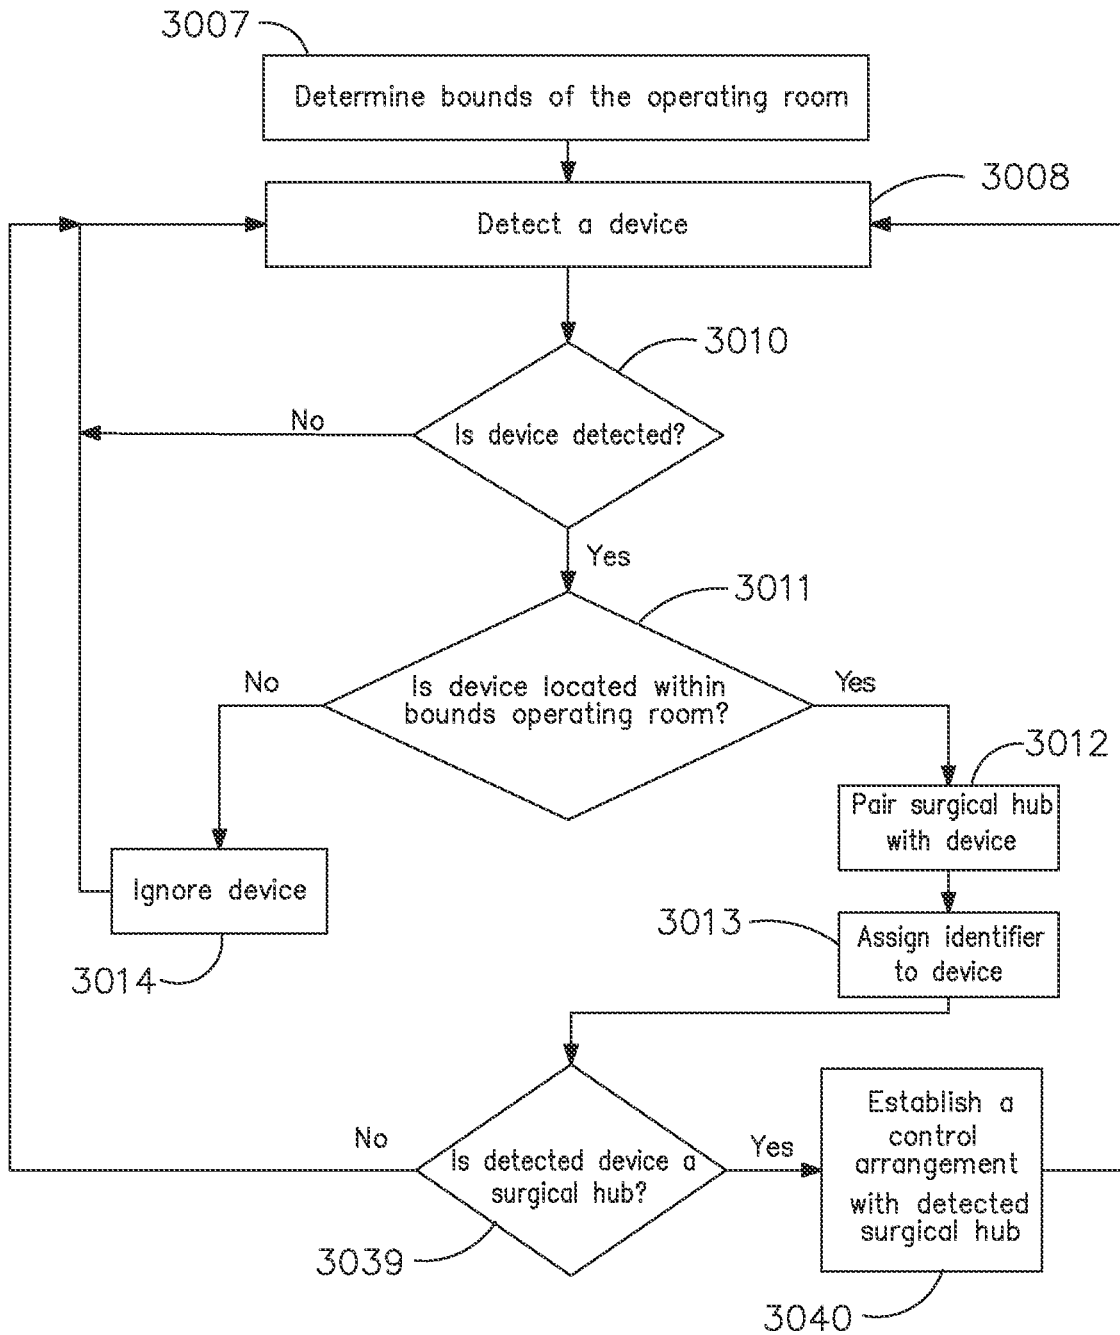 3007
Determine bounds of the operating room
3008
Detect a device
3010
No
Is device detected?
Yes
3011
No
Is device located within
bounds operating room?
Yes
3012
Pair surgical hub
with device
Ignore device
3013
Assign identifier
to device
3014
No
Is detected device a
surgical hub?
Yes
Establish a
control
arrangement
with detected
surgical hub
3039
3040